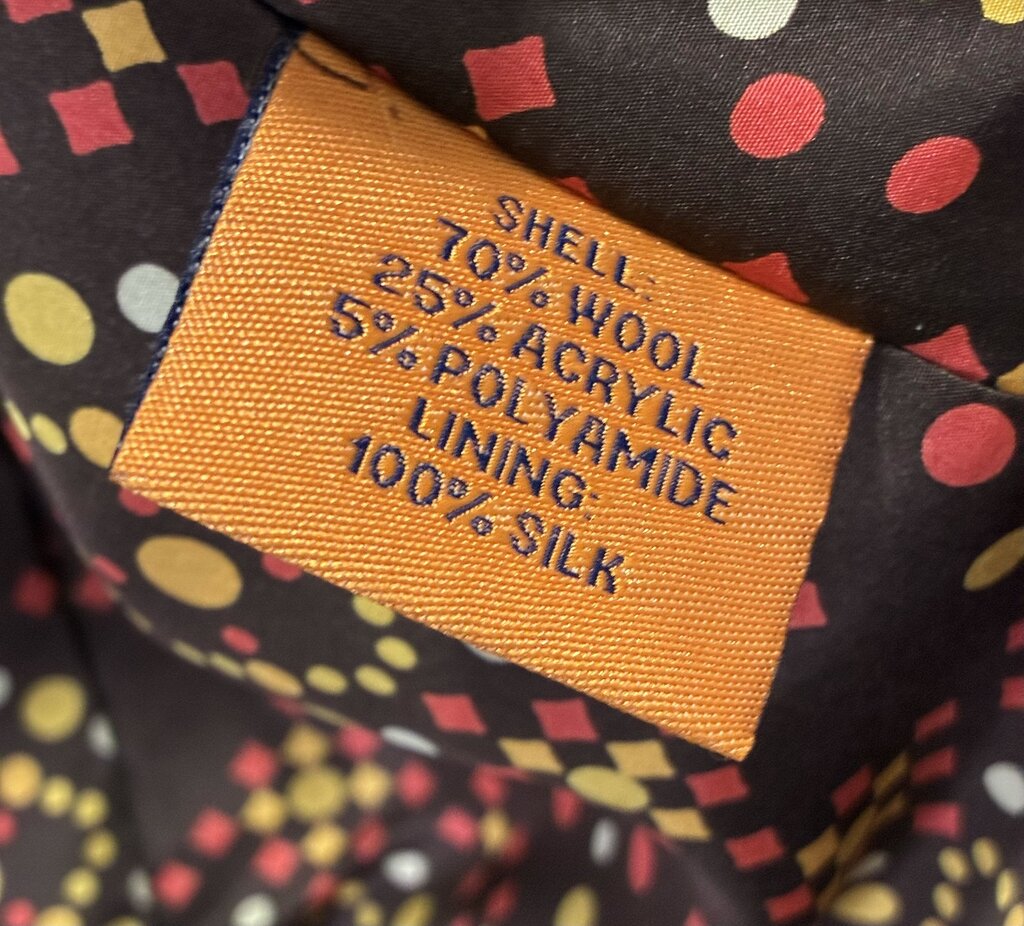 SHELL:
70% WOOL
25% ACRYLIC
5% POLYAMIDE
LINING:
100% SILK